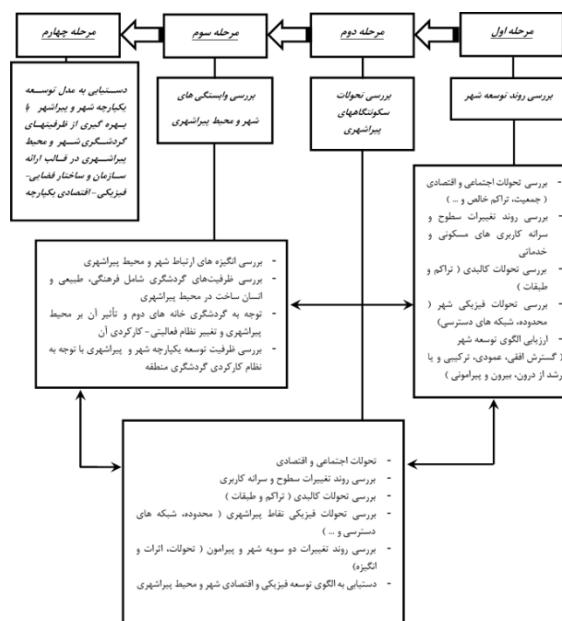 مرحله اول
مرحله دوم
مرحله سوم
مرحله چهارم
بررسی روند توسعه شهر
بررسی تحولات
سکونتگاههای
پیراشهری
بررسی وابستگی های
شهر و محیط پیراشهری
دستیابی به مدل توسعه
یکپارچه شهر و پیراشهر با
بهره گیری از ظرفیتهای
گردشگری شهر و محیط
پیراشهری در قالب ارائه
سازمان و ساختار فضایی-
فیزیکی- اقتصادی یکپارچه
- بررسی تحولات اجتماعی و اقتصادی
( جمعیت، تراکم خالص و ... )
- بررسی روند تغییرات سطوح و
سرانه کاربری های مسکونی و
خدماتی
- بررسی تحولات کالبدی ( تراکم و
طبقات )
- بررسی تحولات فیزیکی شهر (
محدوده، شبکه های دسترسی)
- ارزیابی الگوی توسعه شهر
( گسترش افقی، عمودی، ترکیبی و یا
رشد از درون، بیرون و پیرامونی )
- بررسی انگیزه های ارتباط شهر و محیط پیراشهری
- بررسی ظرفیت‌های گردشگری شامل فرهنگی، طبیعی و
انسان ساخت در محیط پیراشهری
- توجه به گردشگری خانه های دوم و تأثیر آن بر محیط
پیراشهری و تغییر نظام فعالیتی- کارکردی آن
- بررسی ظرفیت توسعه یکپارچه شهر و پیراشهری با توجه به
نظام کارکردی گردشگری منطقه
- تحولات اجتماعی و اقتصادی
- بررسی روند تغییرات سطوح و سرانه کاربری
- بررسی تحولات کالبدی ( تراکم و طبقات )
- بررسی تحولات فیزیکی نقاط پیراشهری ( محدوده، شبکه های
دسترسی و ... )
- بررسی روند تغییرات دو سویه شهر و پیرامون ( تحولات، اثرات و
انگیزه)
- دستیابی به الگوی توسعه فیزیکی و اقتصادی شهر و محیط پیراشهری